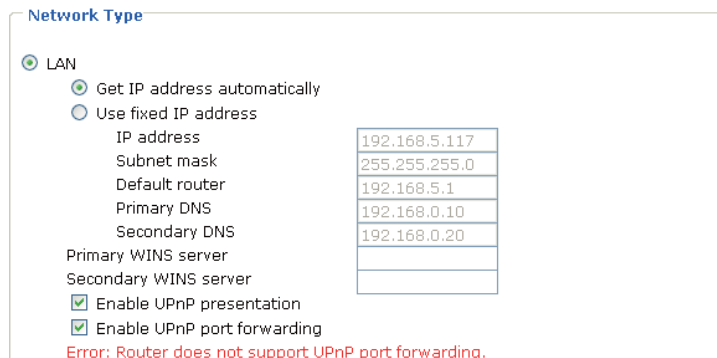 Network Type
LAN
Get IP address automatically
Use fixed IP address
IP address 192.168.5.117
Subnet mask 255.255.255.0
Default router 192.168.5.1
Primary DNS 192.168.0.10
Secondary DNS 192.168.0.20
Primary WINS server
Secondary WINS server
Enable UPnP presentation
Enable UPnP port forwarding
Error: Router does not support UPnP port forwarding.